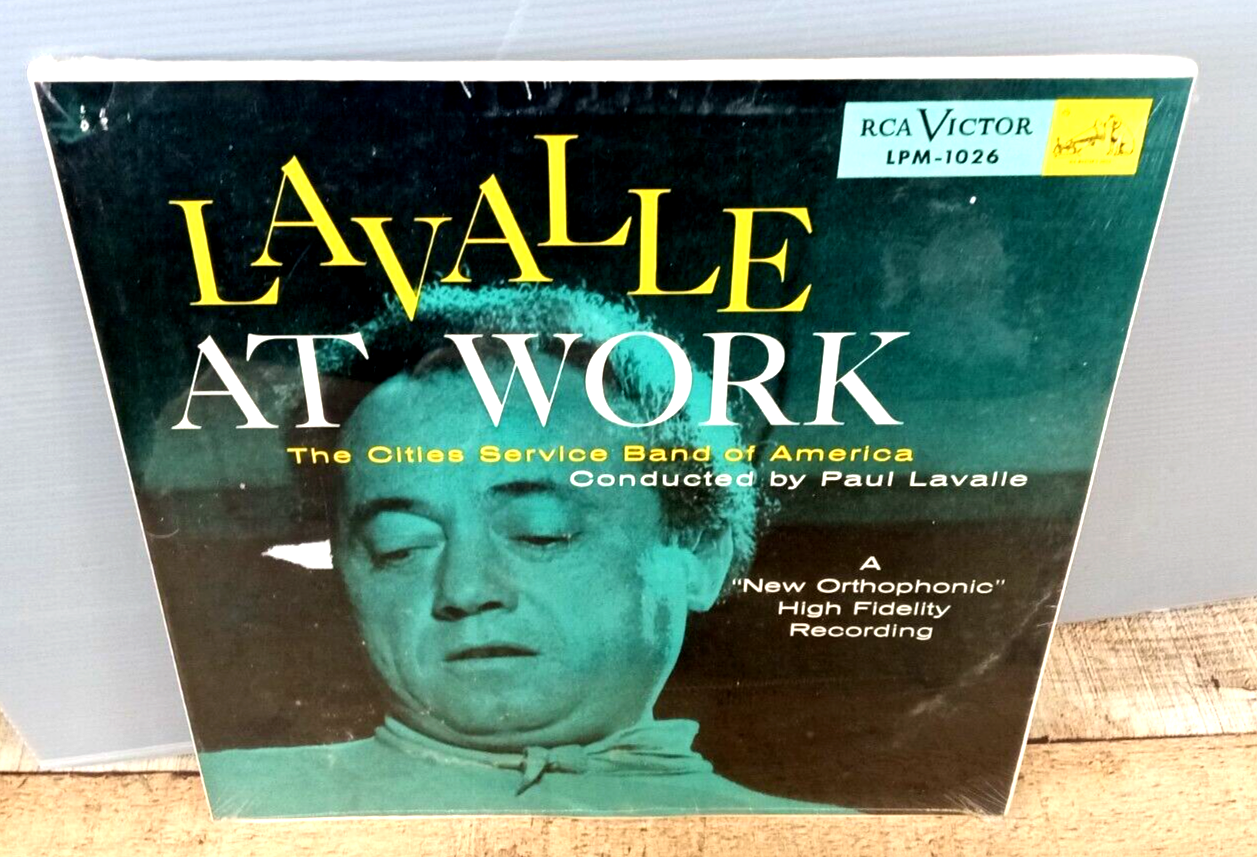 RCA VICTOR
LPM-1026
LAVALLE
AT WORK
The Cities Service Band of America
Conducted by Paul Lavalle
A
"New Orthophonic"
High Fidelity
Recording